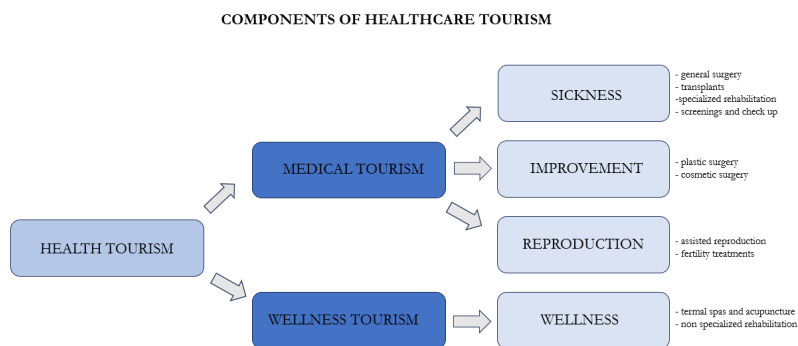 COMPONENTS OF HEALTHCARE TOURISM
SICKNESS
- general surgery
- transplants
-specialized rehabilitation
- screenings and check up
MEDICAL TOURISM
IMPROVEMENT
- plastic surgery
- cosmetic surgery
HEALTH TOURISM
REPRODUCTION
- assisted reproduction
- fertility treatments
WELLNESS TOURISM
WELLNESS
- termal spas and acupuncture
- non specialized rehabilitation